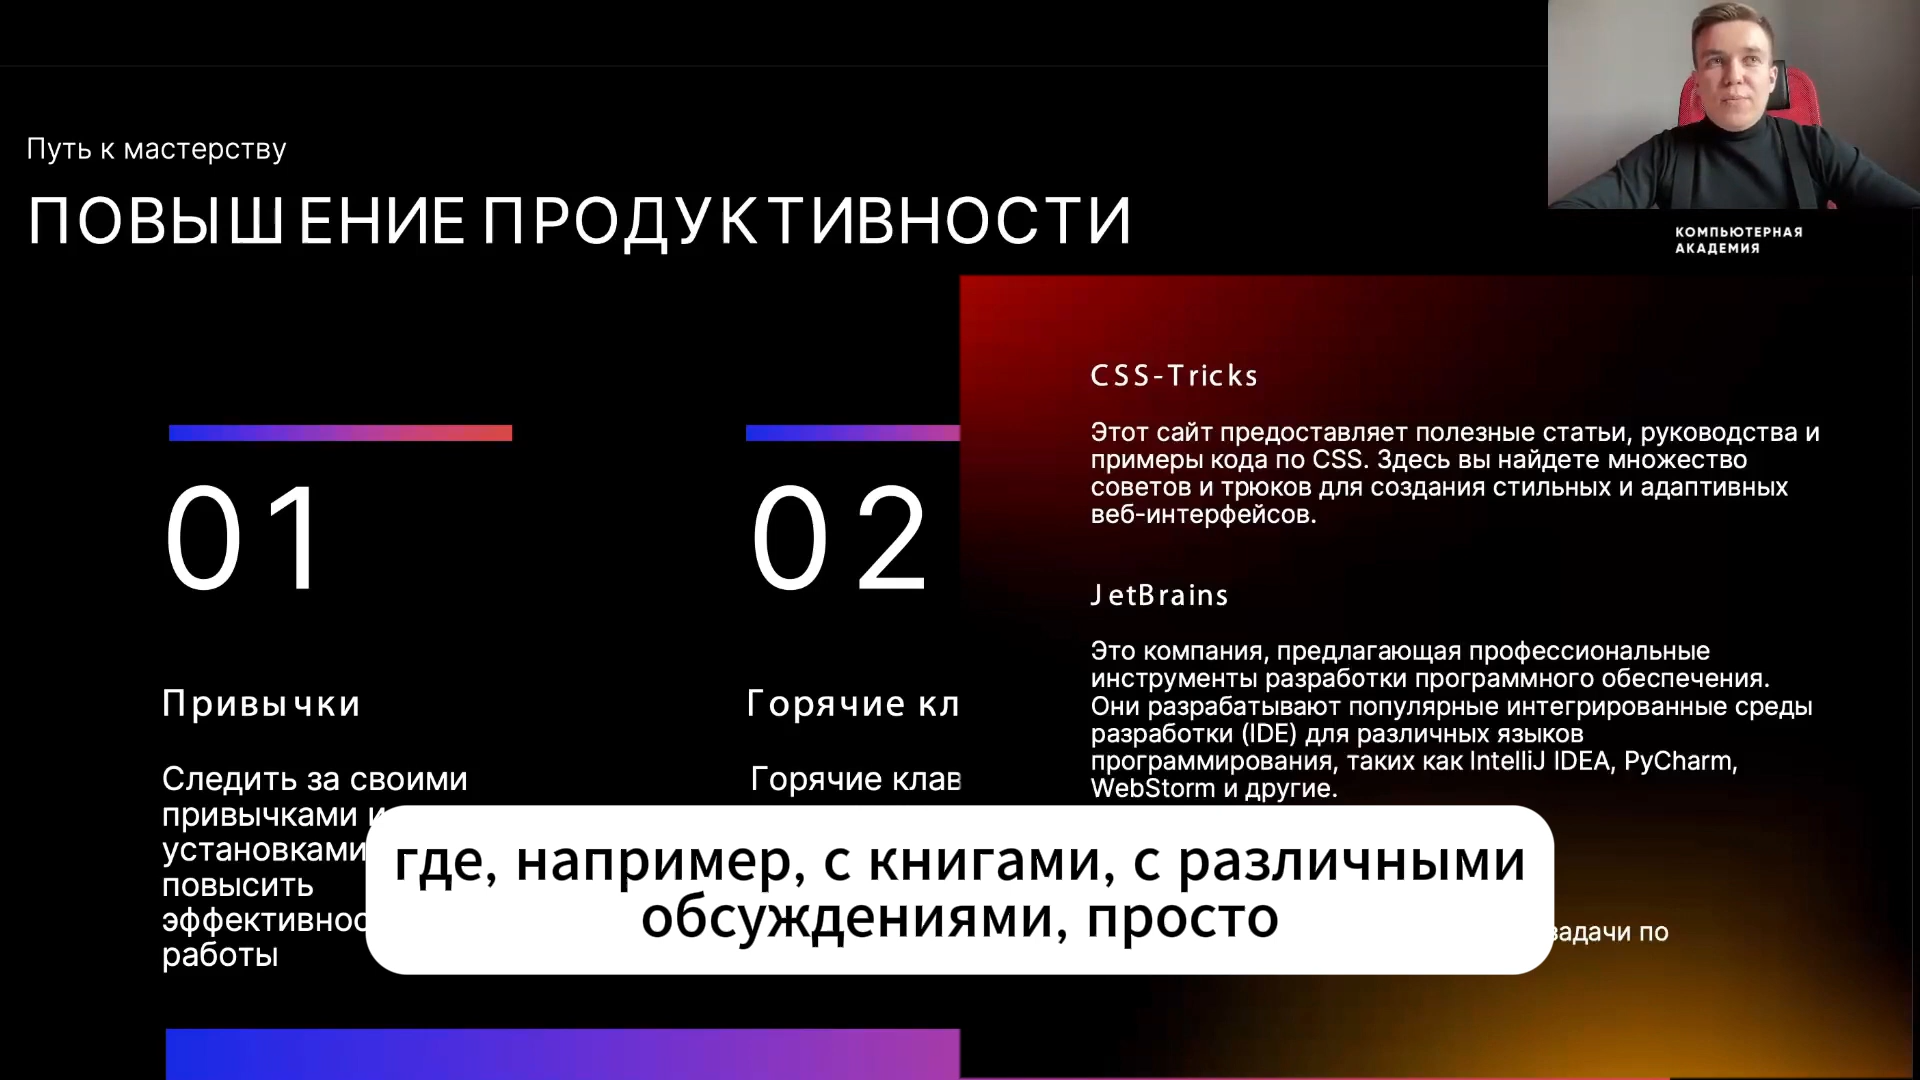 Путь к мастерству
ПОВЫШЕНИЕ ПРОДУКТИВНОСТИ
КОМПЬЮТЕРНАЯ
АКАДЕМИЯ
01
Привычки
Следить за своими
привычками и
установками
повысить
работы
02
Горячие
Горячие
CSS-Tricks
Этот сайт предоставляет полезные статьи, руководства и
примеры кода по CSS. Здесь вы найдете множество
советов и трюков для создания стильных и адаптивных
веб-интерфейсов.
JetBrains
Это компания, предлагающая профессиональные
инструменты разработки программного обеспечения.
Они разрабатывают популярные интегрированные среды
разработки (IDE) для различных языков
программирования, таких как IntelliJ IDEA, PyCharm,
WebStorm и другие.
задачи по
где, например, с книгами, с различными
обсуждениями, просто